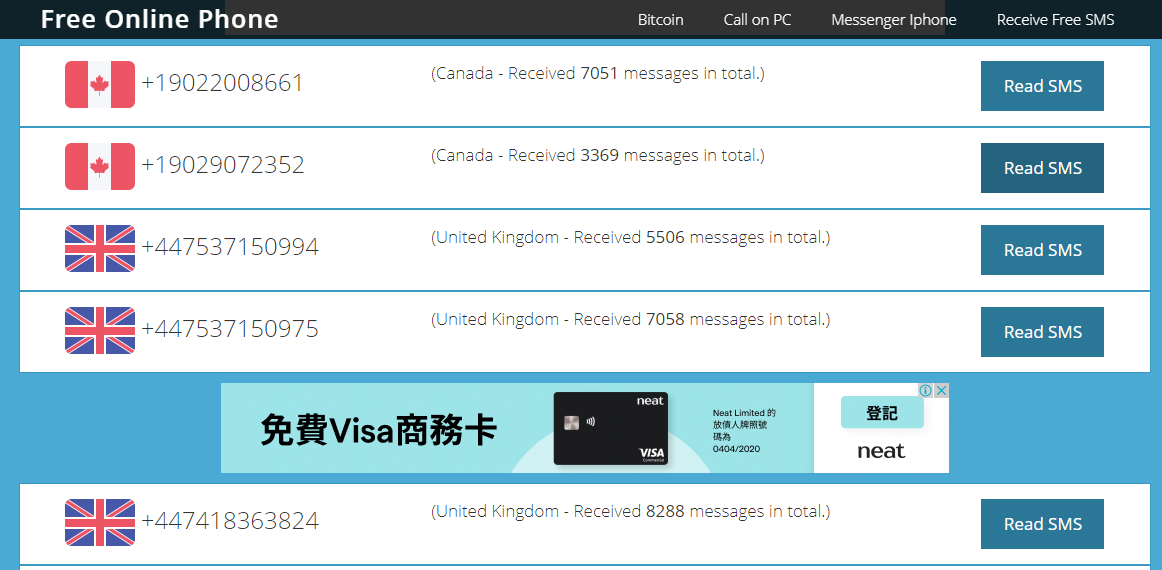 Free Online Phone Bitcoin Call on PC Messenger Iphone Receive Free SMS
+19022008661 (Canada - Received 7051 messages in total.) Read SMS
+19029072352 (Canada - Received 3369 messages in total.) Read SMS
+447537150994 (United Kingdom - Received 5506 messages in total.) Read SMS
+447537150975 (United Kingdom - Received 7058 messages in total.) Read SMS
免費Visa商務卡
neat
VISA
Commercial
Neat Limited 的
放債人牌照號
碼為
0404/2020
登記
neat
+447418363824 (United Kingdom - Received 8288 messages in total.) Read SMS